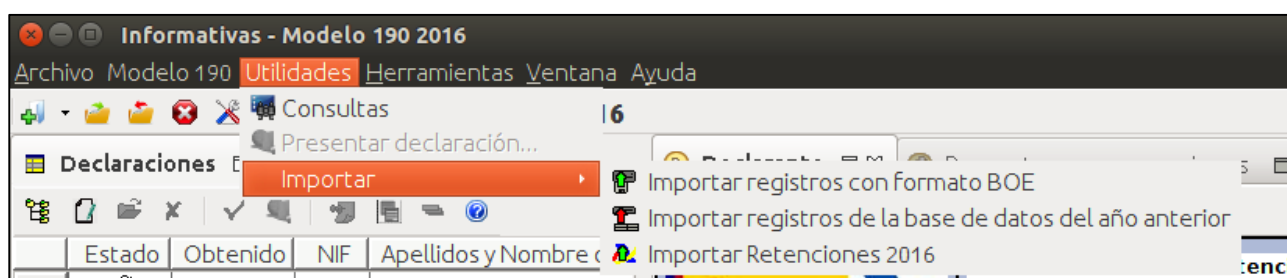 Informativas - Modelo 190 2016
Archivo Modelo 190 Utilidades Herramientas Ventana Ayuda
Consultas
16
Presentar declaración...
Declaraciones
Importar
Importar registros con formato BOE
Importar registros de la base de datos del año anterior
Estado Obtenido NIF Apellidos y Nombre
Importar Retenciones 2016